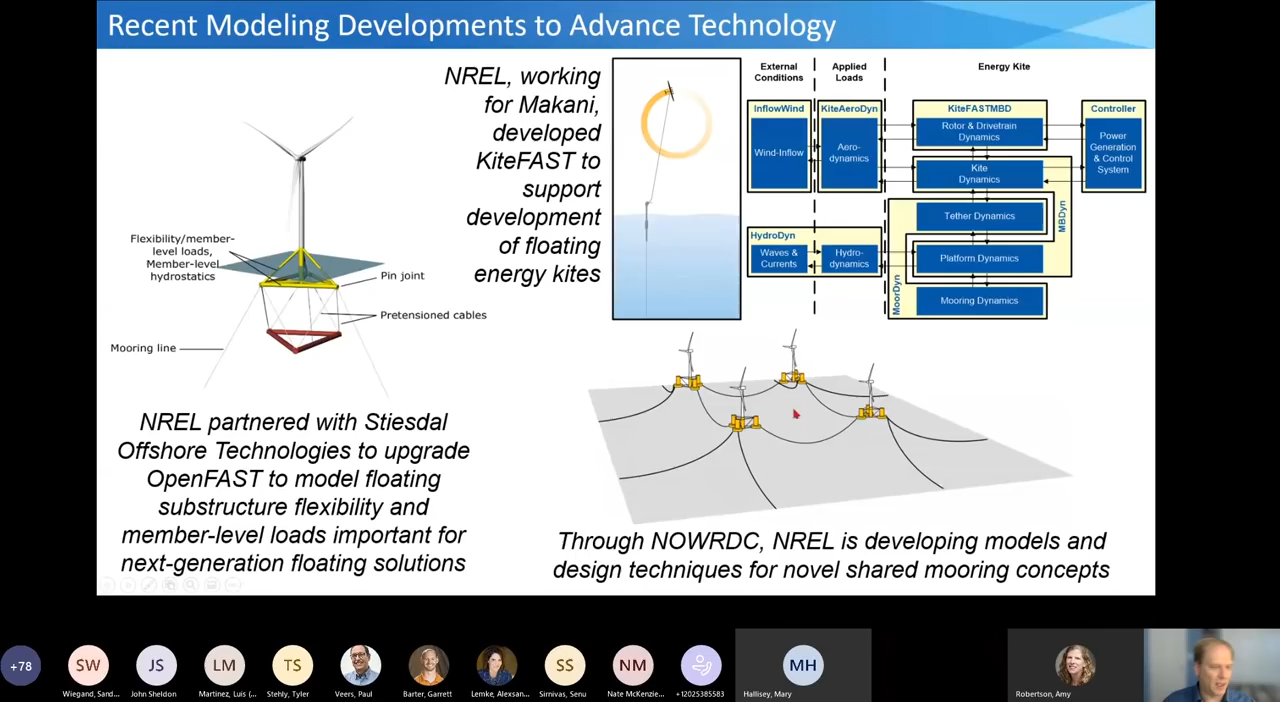 Recent Modeling Developments to Advance Technology
NREL, working
for Makani,
developed
KiteFAST to
support
development
of floating
energy kites
External
Conditions
Applied
Loads
Energy Kite
InflowWind
Wind-Inflow
KiteAeroDyn
Aero-
dynamics
KiteFASTMBD
Rotor & Drivetrain
Dynamics
Kite
Dynamics
Controller
Power
Generation
& Control
System
Tether Dynamics
MBDyn
HydroDyn
Waves &
Currents
Hydro-
dynamics
Platform Dynamics
MoorDyn
Mooring Dynamics
Flexibility/member-
level loads,
Member-level
hydrostatics
Pin joint
Pretensioned cables
Mooring line
NREL partnered with Stiesdal
Offshore Technologies to upgrade
OpenFAST to model floating
substructure flexibility and
member-level loads important for
next-generation floating solutions
Through NOWRDC, NREL is developing models and
design techniques for novel shared mooring concepts
+78
SW
Wiegand, Sand...
JS
John Sheldon
LM
Martinez, Luis (...
TS
Stehly, Tyler
Veers, Paul
Barter, Garrett
Lemke, Alexsan...
SS
Sirnivas, Senu
NM
Nate McKenzie...
+12025385583
MH
Hallisey, Mary
Robertson, Amy